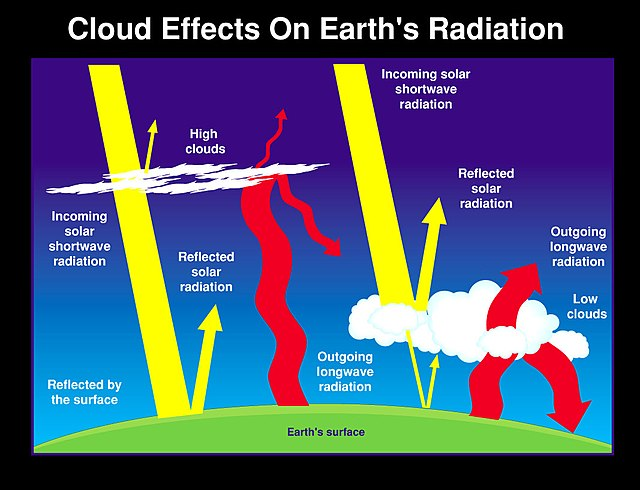 Cloud Effects On Earth's Radiation
Incoming solar
shortwave
radiation
High
clouds
Reflected
solar
radiation
Incoming
solar
shortwave
radiation
Outgoing
longwave
radiation
Reflected
solar
radiation
Low
clouds
Outgoing
longwave
radiation
Reflected by
the surface
Earth's surface